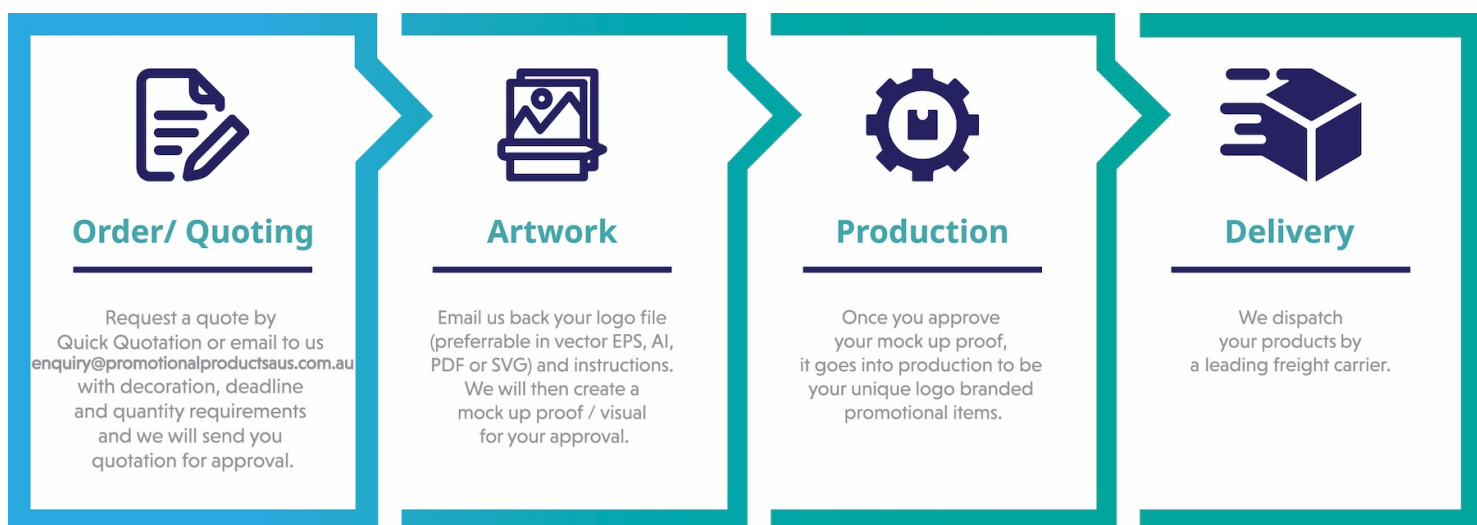 Order/ Quoting
Request a quote by
Quick Quotation or email to us
enquiry@promotionalproductsaus.com.au
with decoration, deadline
and quantity requirements
and we will send you
quotation for approval.
Artwork
Email us back your logo file
(preferrable in vector EPS, AI,
PDF or SVG) and instructions.
We will then create a
mock up proof / visual
for your approval.
Production
Once you approve
your mock up proof,
it goes into production to be
your unique logo branded
promotional items.
Delivery
We dispatch
your products by
a leading freight carrier.